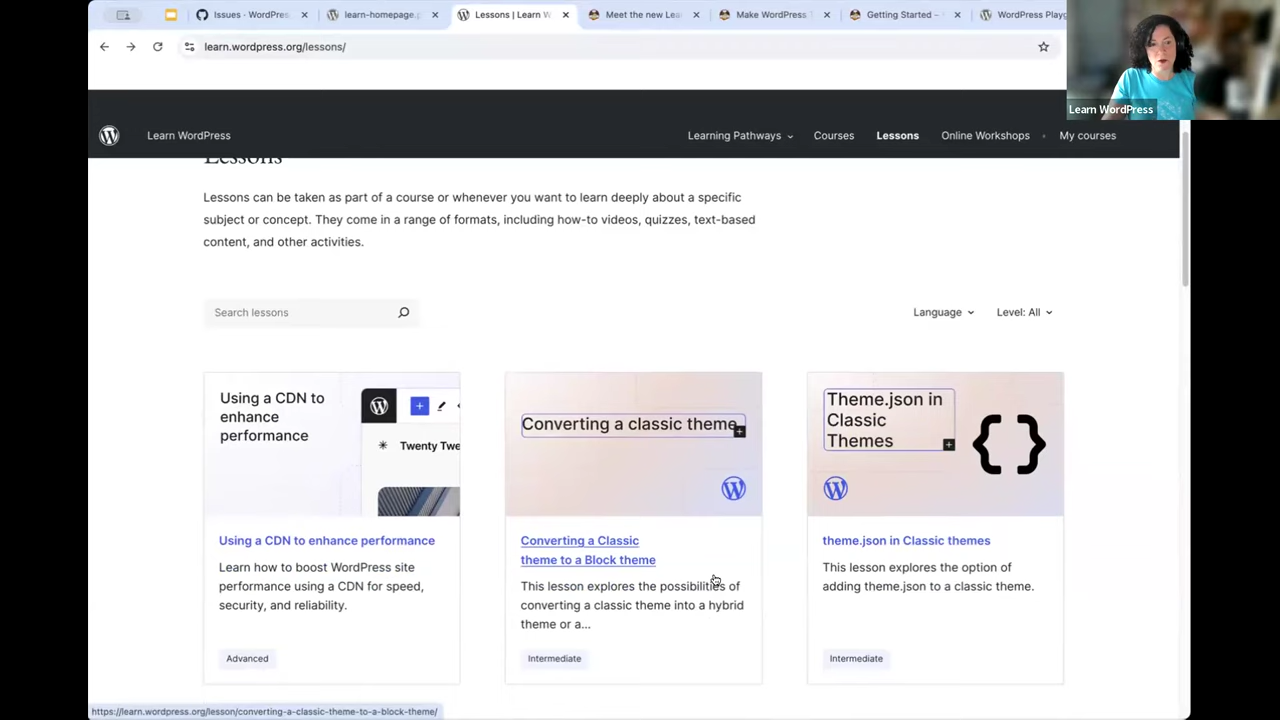 Issues · WordPres
learn-homepage.p
Lessons | Learn W
Meet the new Lea
Make WordPress T
Getting Started –
WordPress Playg
learn.wordpress.org/lessons/
Learn WordPress
Learn WordPress
Learning Pathways
Courses
Lessons
Online Workshops
My courses
Lessons
Lessons can be taken as part of a course or whenever you want to learn deeply about a specific
subject or concept. They come in a range of formats, including how-to videos, quizzes, text-based
content, and other activities.
Search lessons
Language
Level: All
Using a CDN to
enhance
performance
Twenty Twe
Using a CDN to enhance performance
Learn how to boost WordPress site
performance using a CDN for speed,
security, and reliability.
Advanced
Converting a classic theme
Converting a Classic
theme to a Block theme
This lesson explores the possibilities of
converting a classic theme into a hybrid
theme or a...
Intermediate
Theme.json in
Classic
Themes
{}
theme.json in Classic themes
This lesson explores the option of
adding theme.json to a classic theme.
Intermediate
https://learn.wordpress.org/lesson/converting-a-classic-theme-to-a-block-theme/